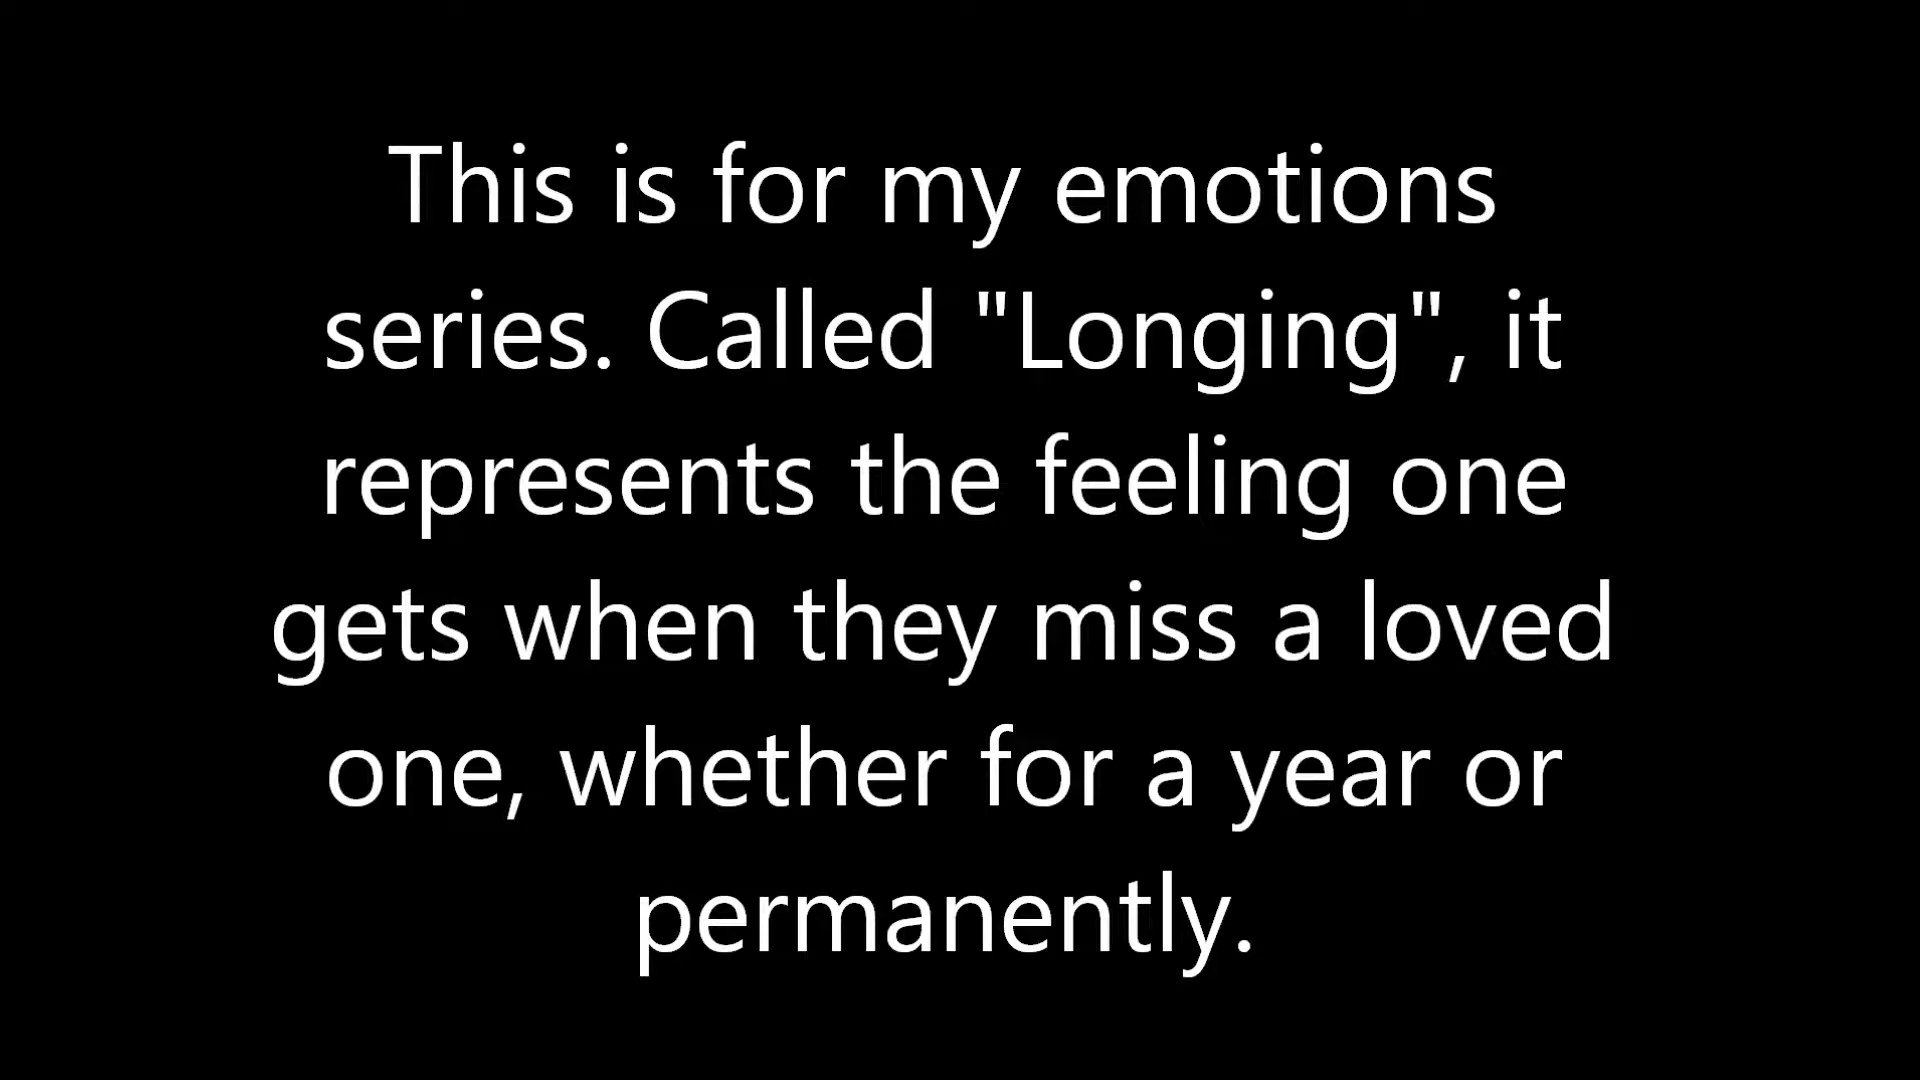 This is for my emotions
series. Called "Longing", it
represents the feeling one
gets when they miss a loved
one, whether for a year or
permanently.